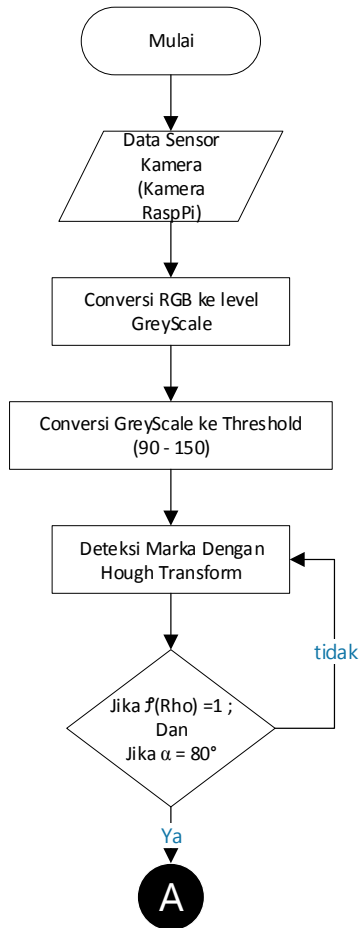 Mulai
Data Sensor
Kamera
(Kamera
RaspPi)
Conversi RGB ke level
GreyScale
Conversi GreyScale ke Threshold
(90 - 150)
Deteksi Marka Dengan
Hough Transform
tidak
Jika ƒ(Rho) =1 ;
Dan
Jika α = 80°
Ya
A